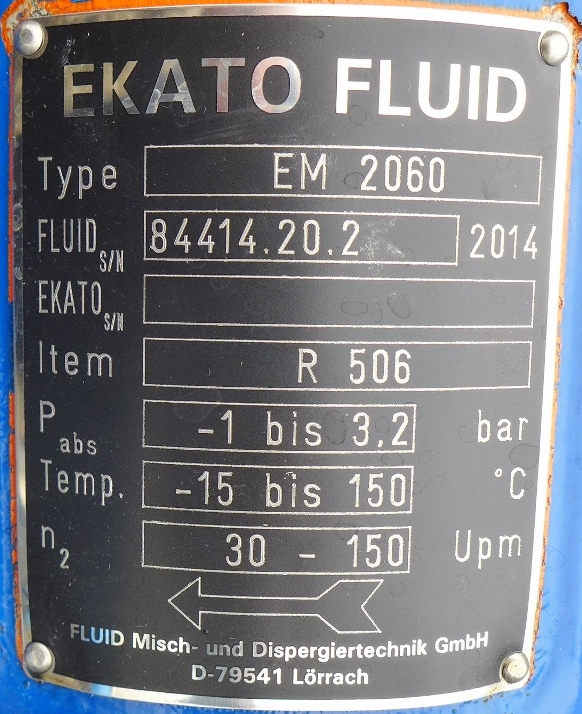 EKATO FLUID
Type EM 2060
FLUID S/N 84414.20.2 2014
EKATO S/N
Item R 506
P abs -1 bis 3,2 bar
Temp. -15 bis 150 °C
n2 30 - 150 Upm
FLUID Misch- und Dispergiertechnik GmbH
D-79541 Lörrach